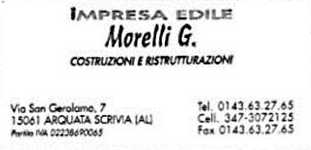 IMPRESA EDILE
Morelli G.
COSTRUZIONI E RISTRUTTURAZIONI
Via San Gerolamo, 7
15061 ARQUATA SCRIVIA (AL)
Partita IVA 02238690065
Tel. 0143.63.27.65
Cell. 347-3072125
Fax 0143.63.27.65